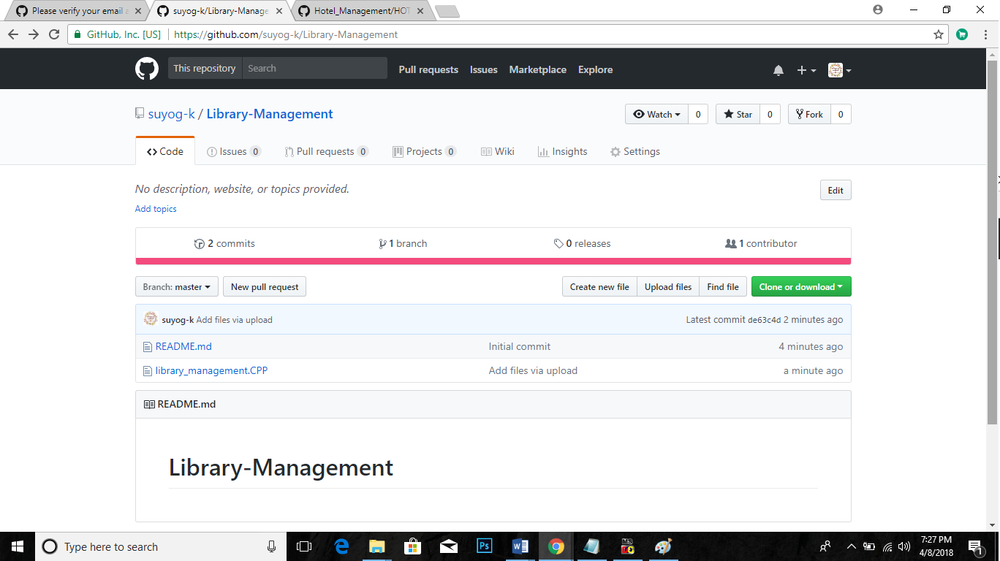 Please verify your email a
suyog-k/Library-Manage
Hotel_Management/HOT
GitHub, Inc. [US] https://github.com/suyog-k/Library-Management
This repository Search Pull requests Issues Marketplace Explore
suyog-k / Library-Management Watch 0 Star 0 Fork 0
Code Issues 0 Pull requests 0 Projects 0 Wiki Insights Settings
No description, website, or topics provided. Edit
Add topics
2 commits 1 branch 0 releases 1 contributor
Branch: master New pull request Create new file Upload files Find file Clone or download
suyog-k Add files via upload Latest commit de63c4d 2 minutes ago
README.md Initial commit 4 minutes ago
library_management.CPP Add files via upload a minute ago
README.md
Library-Management
Type here to search Ps W MS 7:27 PM
4/8/2018 1